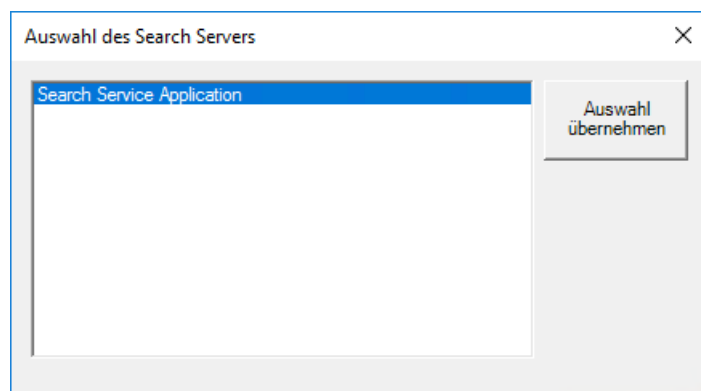 Auswahl des Search Servers
Search Service Application
Auswahl
übernehmen